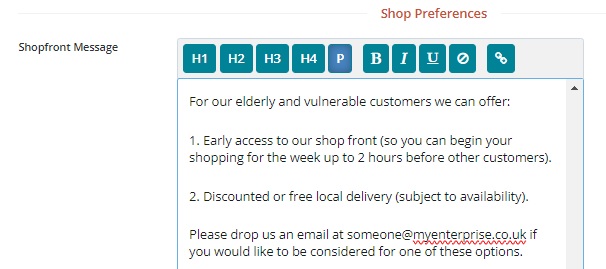 Shop Preferences
Shopfront Message
H1 H2 H3 H4 P B I U
For our elderly and vulnerable customers we can offer:
1. Early access to our shop front (so you can begin your
shopping for the week up to 2 hours before other customers).
2. Discounted or free local delivery (subject to availability).
Please drop us an email at someone@myenterprise.co.uk if
you would like to be considered for one of these options.